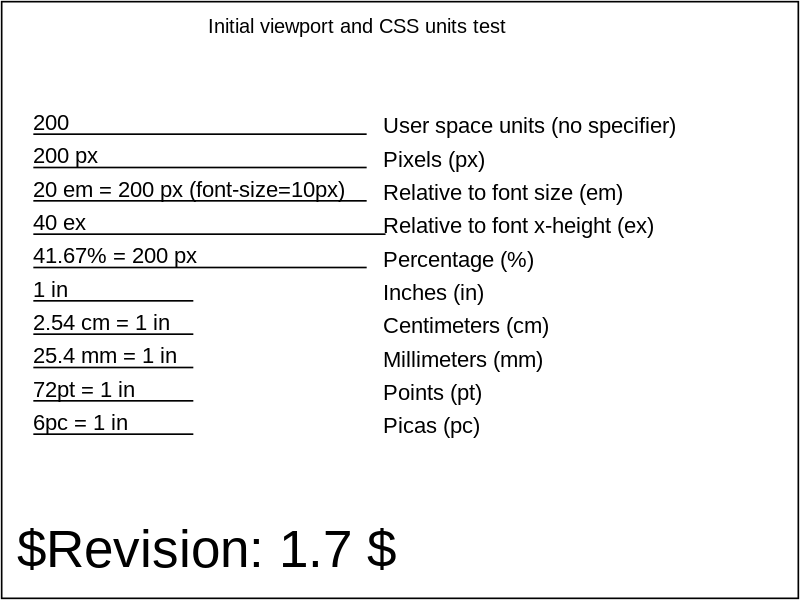 Initial viewport and CSS units test
200 User space units (no specifier)
200 px Pixels (px)
20 em = 200 px (font-size=10px) Relative to font size (em)
40 ex Relative to font x-height (ex)
41.67% = 200 px Percentage (%)
1 in Inches (in)
2.54 cm = 1 in Centimeters (cm)
25.4 mm = 1 in Millimeters (mm)
72pt = 1 in Points (pt)
6pc = 1 in Picas (pc)
$Revision: 1.7 $